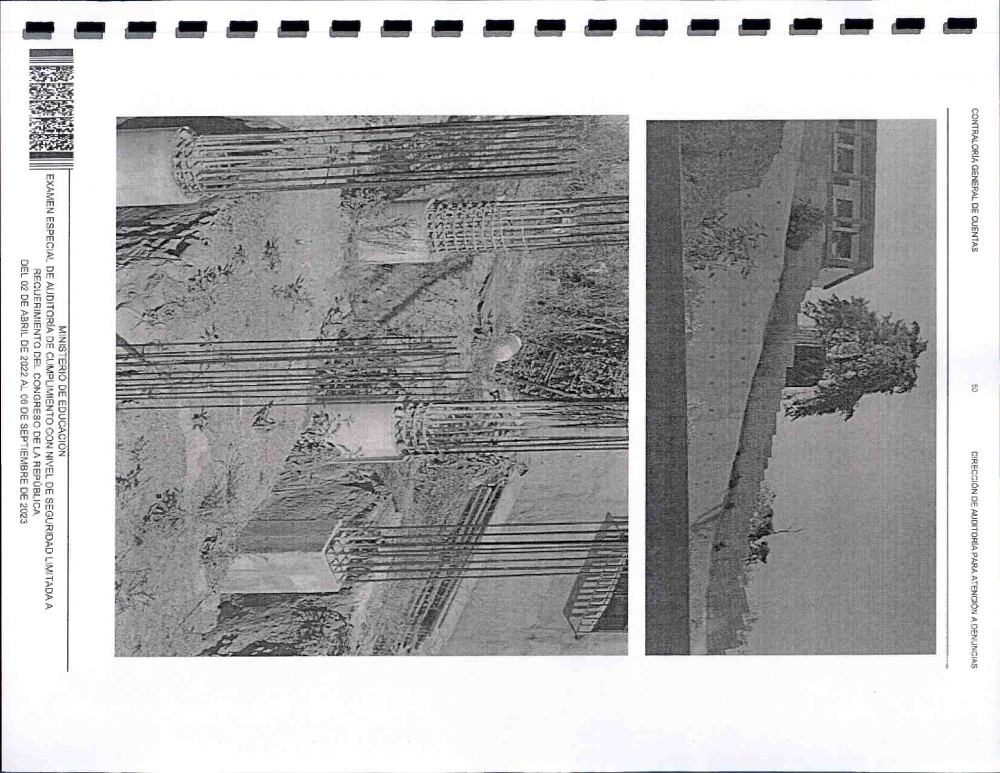 CONTRALORÍA GENERAL DE CUENTAS
50
DIRECCIÓN DE AUDITORÍA PARA ATENCIÓN A DENUNCIAS
MINISTERIO DE EDUCACIÓN
EXAMEN ESPECIAL DE AUDITORÍA DE CUMPLIMIENTO CON NIVEL DE SEGURIDAD LIMITADA A
REQUERIMIENTO DEL CONGRESO DE LA REPÚBLICA
DEL 02 DE ABRIL DE 2022 AL 06 DE SEPTIEMBRE DE 2023